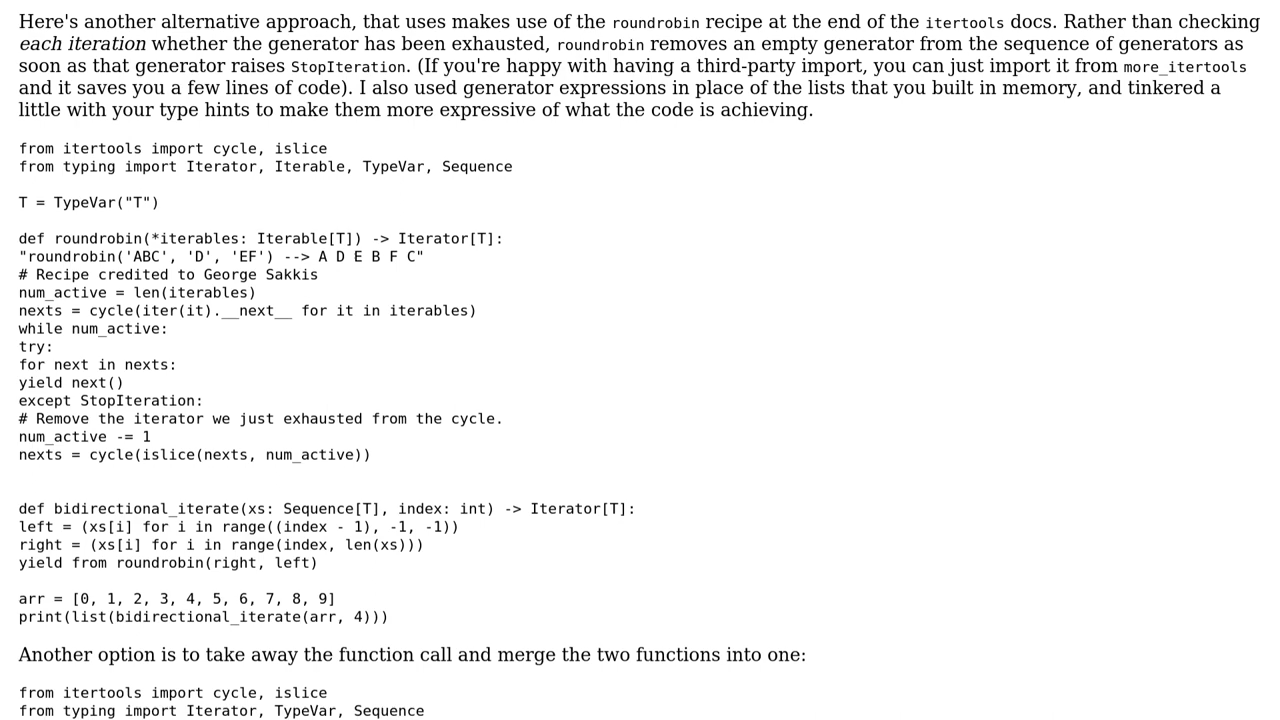 Here's another alternative approach, that uses makes use of the roundrobin recipe at the end of the itertools docs. Rather than checking
each iteration whether the generator has been exhausted, roundrobin removes an empty generator from the sequence of generators as
soon as that generator raises StopIteration. (If you're happy with having a third-party import, you can just import it from more_itertools
and it saves you a few lines of code). I also used generator expressions in place of the lists that you built in memory, and tinkered a
little with your type hints to make them more expressive of what the code is achieving.
from itertools import cycle, islice
from typing import Iterator, Iterable, TypeVar, Sequence
T = TypeVar("T")
def roundrobin(*iterables: Iterable[T]) -> Iterator[T]:
"roundrobin('ABC', 'D', 'EF') --> A D E B F C"
# Recipe credited to George Sakkis
num_active = len(iterables)
nexts = cycle(iter(it).__next__ for it in iterables)
while num_active:
try:
for next in nexts:
yield next()
except StopIteration:
# Remove the iterator we just exhausted from the cycle.
num_active -= 1
nexts = cycle(islice(nexts, num_active))
def bidirectional_iterate(xs: Sequence[T], index: int) -> Iterator[T]:
left = (xs[i] for i in range((index - 1), -1, -1))
right = (xs[i] for i in range(index, len(xs)))
yield from roundrobin(right, left)
arr = [0, 1, 2, 3, 4, 5, 6, 7, 8, 9]
print(list(bidirectional_iterate(arr, 4)))
Another option is to take away the function call and merge the two functions into one:
from itertools import cycle, islice
from typing import Iterator, TypeVar, Sequence